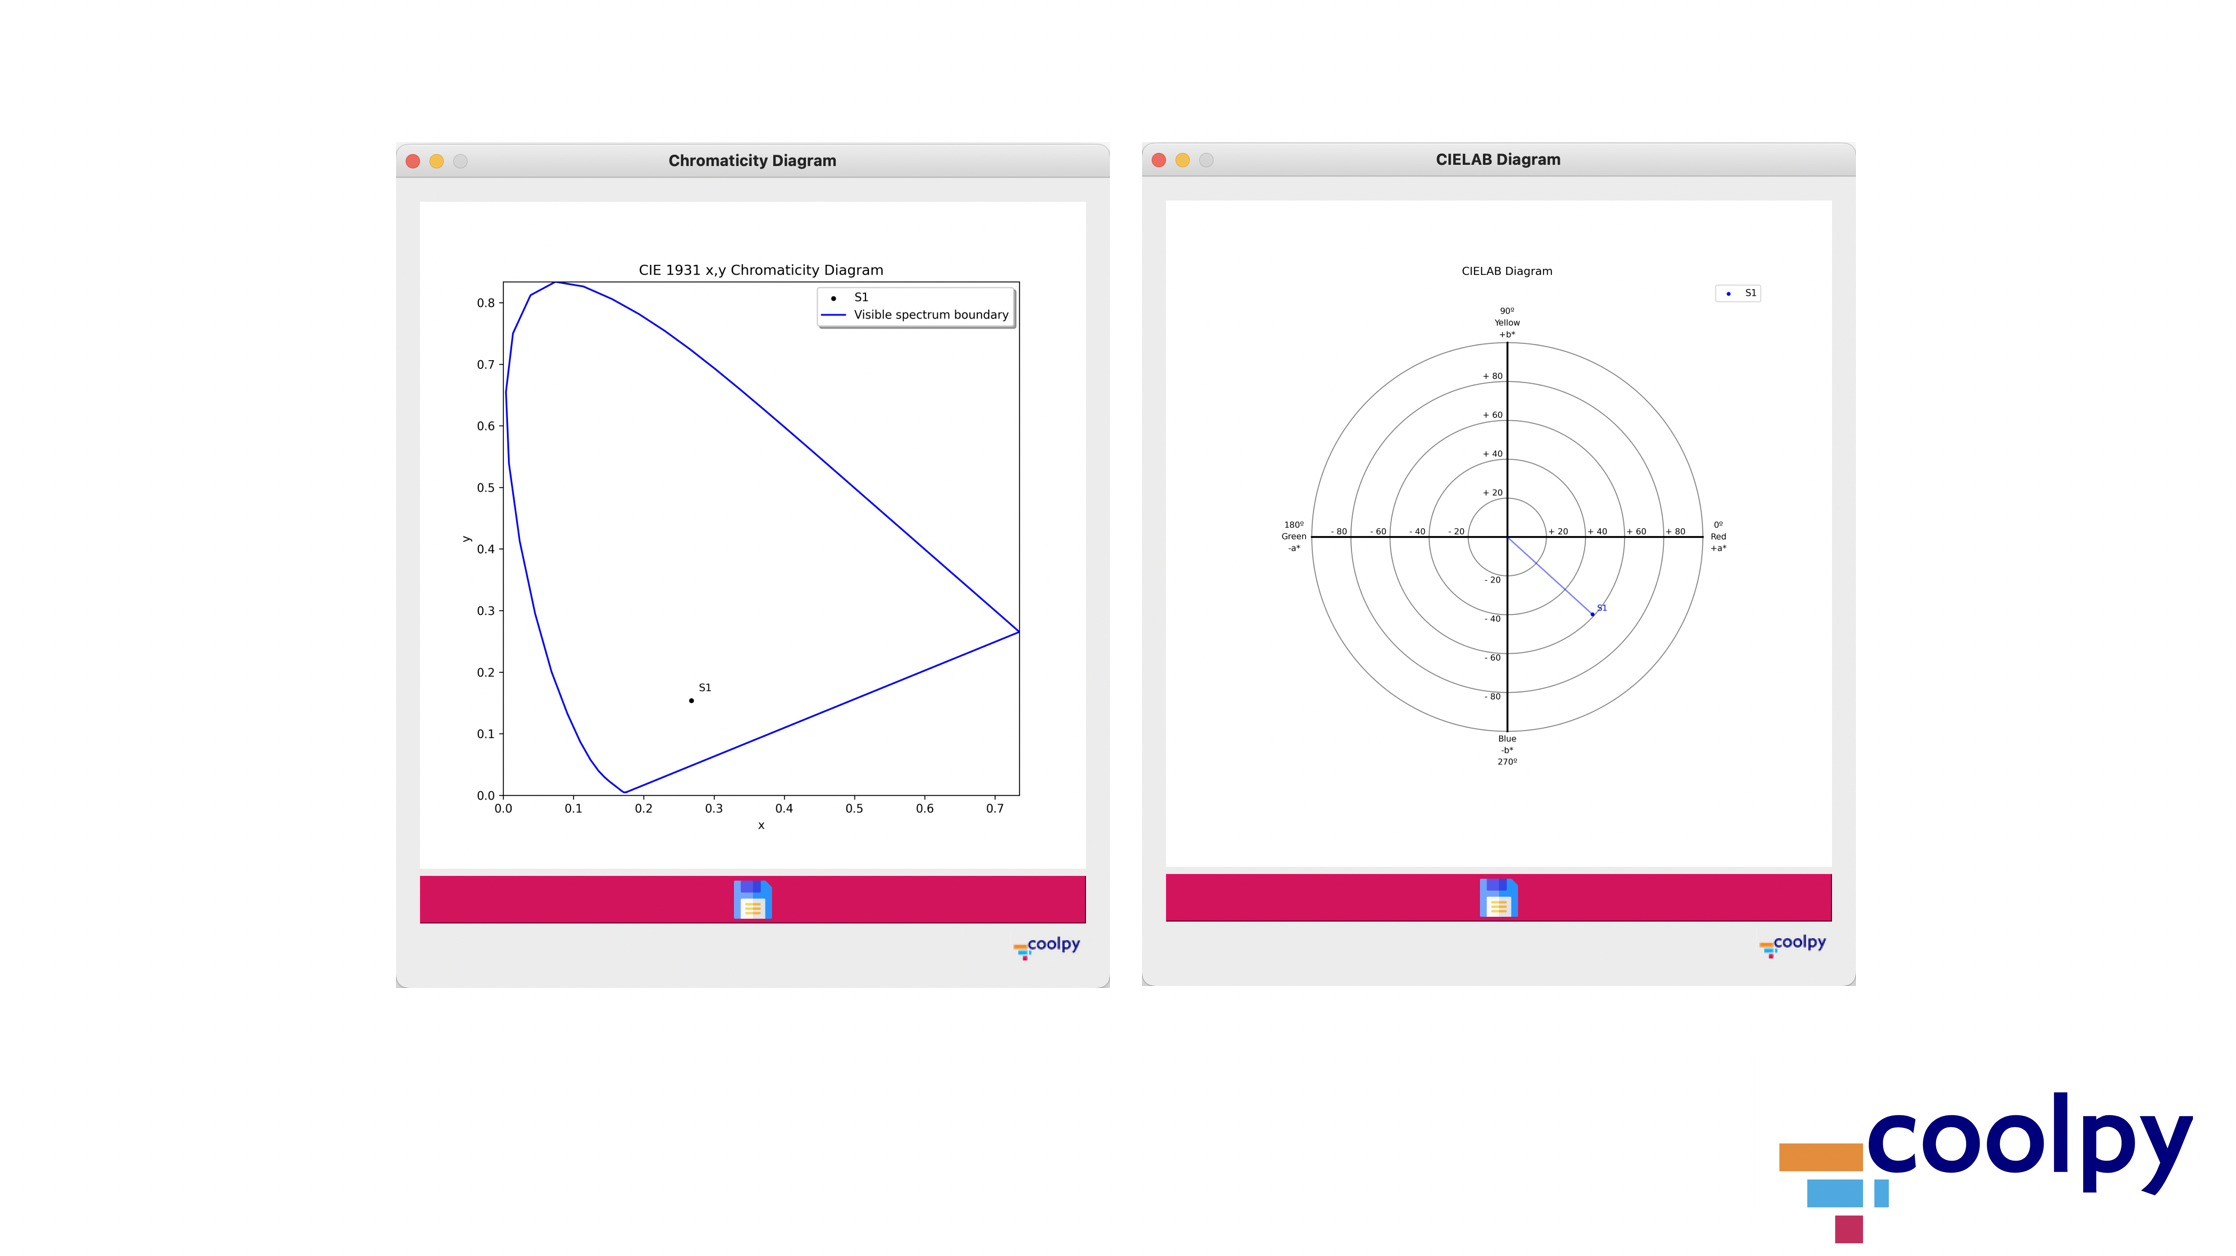 Chromaticity Diagram
CIE 1931 x,y Chromaticity Diagram
S1
Visible spectrum boundary
0.8
0.7
0.6
0.5
y
0.4
0.3
0.2
S1
0.1
0.0
0.0 0.1 0.2 0.3 0.4 0.5 0.6 0.7
x
coolpy
CIELAB Diagram
CIELAB Diagram
S1
90º
Yellow
+b*
+ 80
+ 60
+ 40
+ 20
180º
Green
-a*
- 80 - 60 - 40 - 20 + 20 + 40 + 60 + 80
0º
Red
+a*
- 20
S1
- 40
- 60
- 80
Blue
-b*
270º
coolpy
coolpy